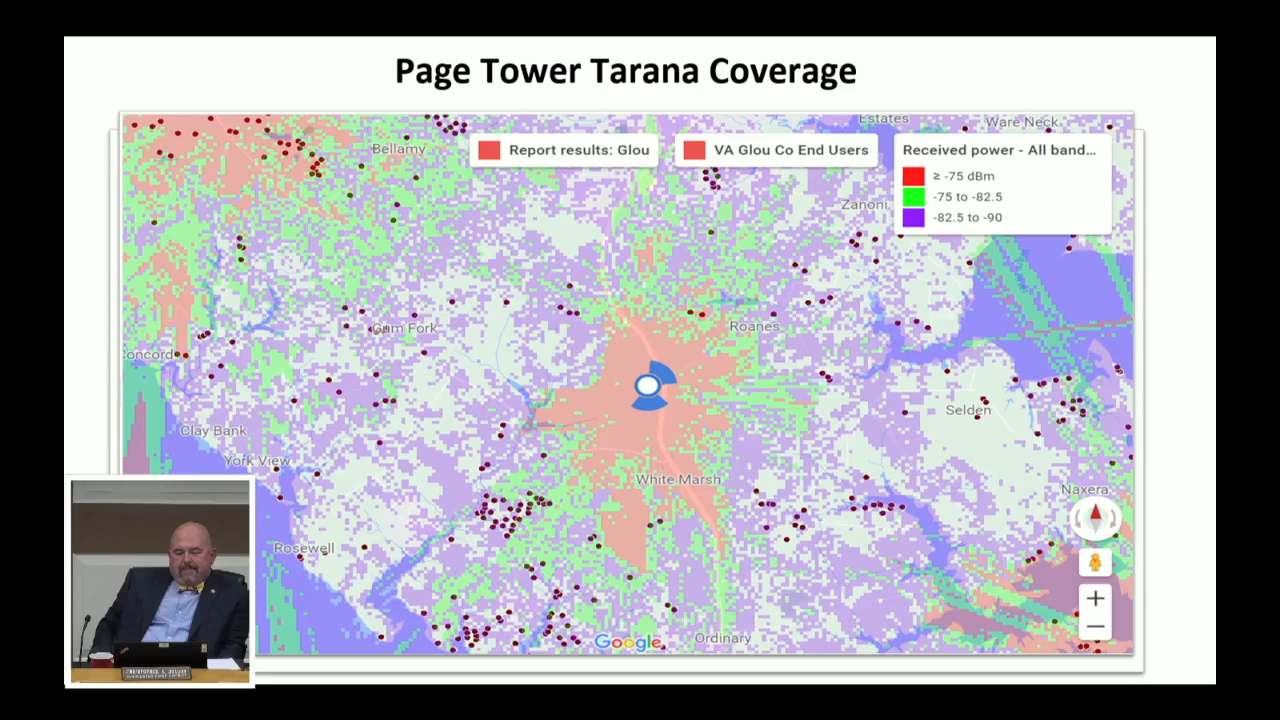 Page Tower Tarana Coverage
Estates
Ware Neck
Bellamy
Report results: Glou
VA Glou Co End Users
Received power - All band...
≥ -75 dBm
-75 to -82.5
-82.5 to -90
Zanoni
Gum Fork
Roanes
Concord
Selden
Clay Bank
York View
White Marsh
Naxera
Rosewell
Ordinary
Google
+
−